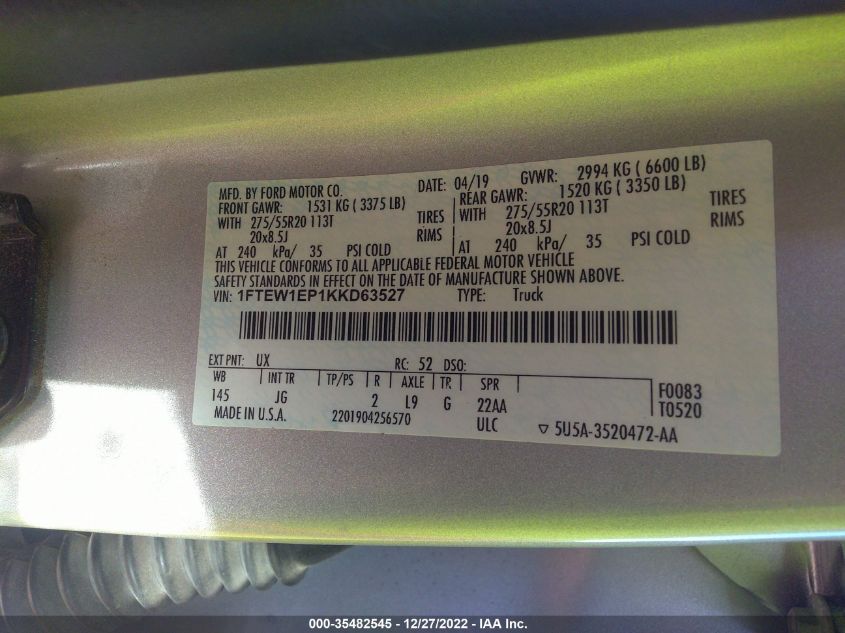 MFD. BY FORD MOTOR CO.
DATE: 04/19 GVWR: 2994 KG ( 6600 LB)
FRONT GAWR: 1531 KG ( 3375 LB)
REAR GAWR: 1520 KG ( 3350 LB)
WITH 275/55R20 113T TIRES
WITH 275/55R20 113T TIRES
20x8.5J RIMS
20x8.5J RIMS
AT 240 kPa/ 35 PSI COLD
AT 240 kPa/ 35 PSI COLD
THIS VEHICLE CONFORMS TO ALL APPLICABLE FEDERAL MOTOR VEHICLE
SAFETY STANDARDS IN EFFECT ON THE DATE OF MANUFACTURE SHOWN ABOVE.
VIN: 1FTEW1EP1KKD63527 TYPE: Truck
EXT PNT: UX RC: 52 DSO:
WB INT TR TP/PS R AXLE TR SPR
145 JG 2 L9 G 22AA
F0083
T0520
MADE IN U.S.A. 2201904256570 ULC ▽ 5U5A-3520472-AA
000-35482545 - 12/27/2022 - IAA Inc.